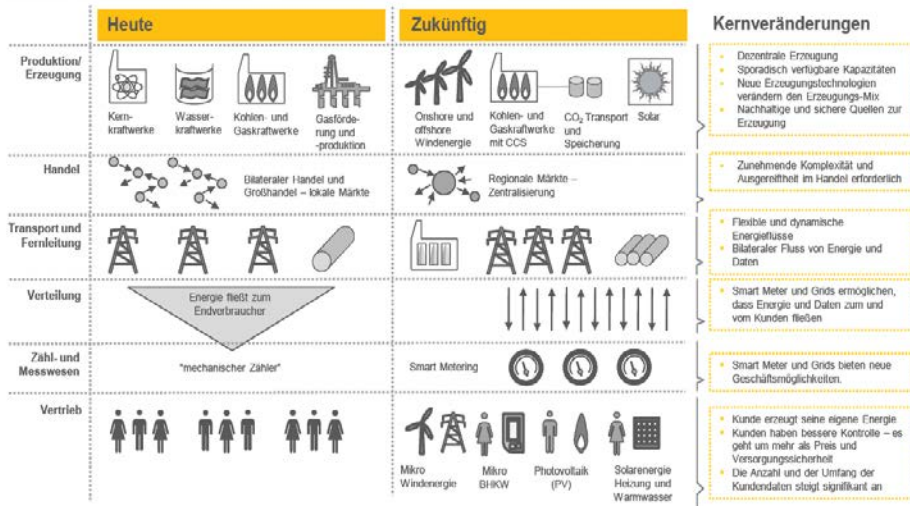 Heute
Zukünftig
Kernveränderungen
Produktion/
Erzeugung
Kern-
kraftwerke
Wasser-
kraftwerke
Kohlen- und
Gaskraftwerke
Gasförde-
rung und
-produktion
Onshore und
offshore
Windenergie
Kohlen- und
Gaskraftwerke
mit CCS
CO₂ Transport
und
Speicherung
Solar
Dezentrale Erzeugung
Sporadisch verfügbare Kapazitäten
Neue Erzeugungstechnologien
verändern den Erzeugungs-Mix
Nachhaltige und sichere Quellen zur
Erzeugung
Handel
Bilateraler Handel und
Großhandel – lokale Märkte
Regionale Märkte –
Zentralisierung
Zunehmende Komplexität und
Ausgereiftheit im Handel erforderlich
Transport und
Fernleitung
Flexible und dynamische
Energieflüsse
Bilateraler Fluss von Energie und
Daten
Verteilung
Energie fließt zum
Endverbraucher
Smart Meter und Grids ermöglichen,
dass Energie und Daten zum und
vom Kunden fließen
Zähl- und
Messwesen
"mechanischer Zähler"
Smart Metering
Smart Meter und Grids bieten neue
Geschäftsmöglichkeiten.
Vertrieb
Mikro
Windenergie
Mikro
BHKW
Photovoltaik
(PV)
Solarenergie
Heizung und
Warmwasser
Kunde erzeugt seine eigene Energie
Kunden haben bessere Kontrolle – es
geht um mehr als Preis und
Versorgungssicherheit
Die Anzahl und der Umfang der
Kundendaten steigt signifikant an